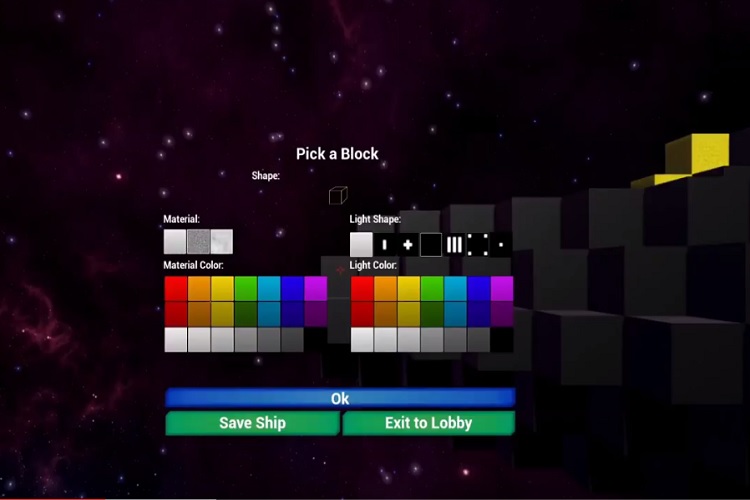 Pick a Block
Shape:
Material:
Light Shape:
Material Color:
Light Color:
Ok
Save Ship
Exit to Lobby